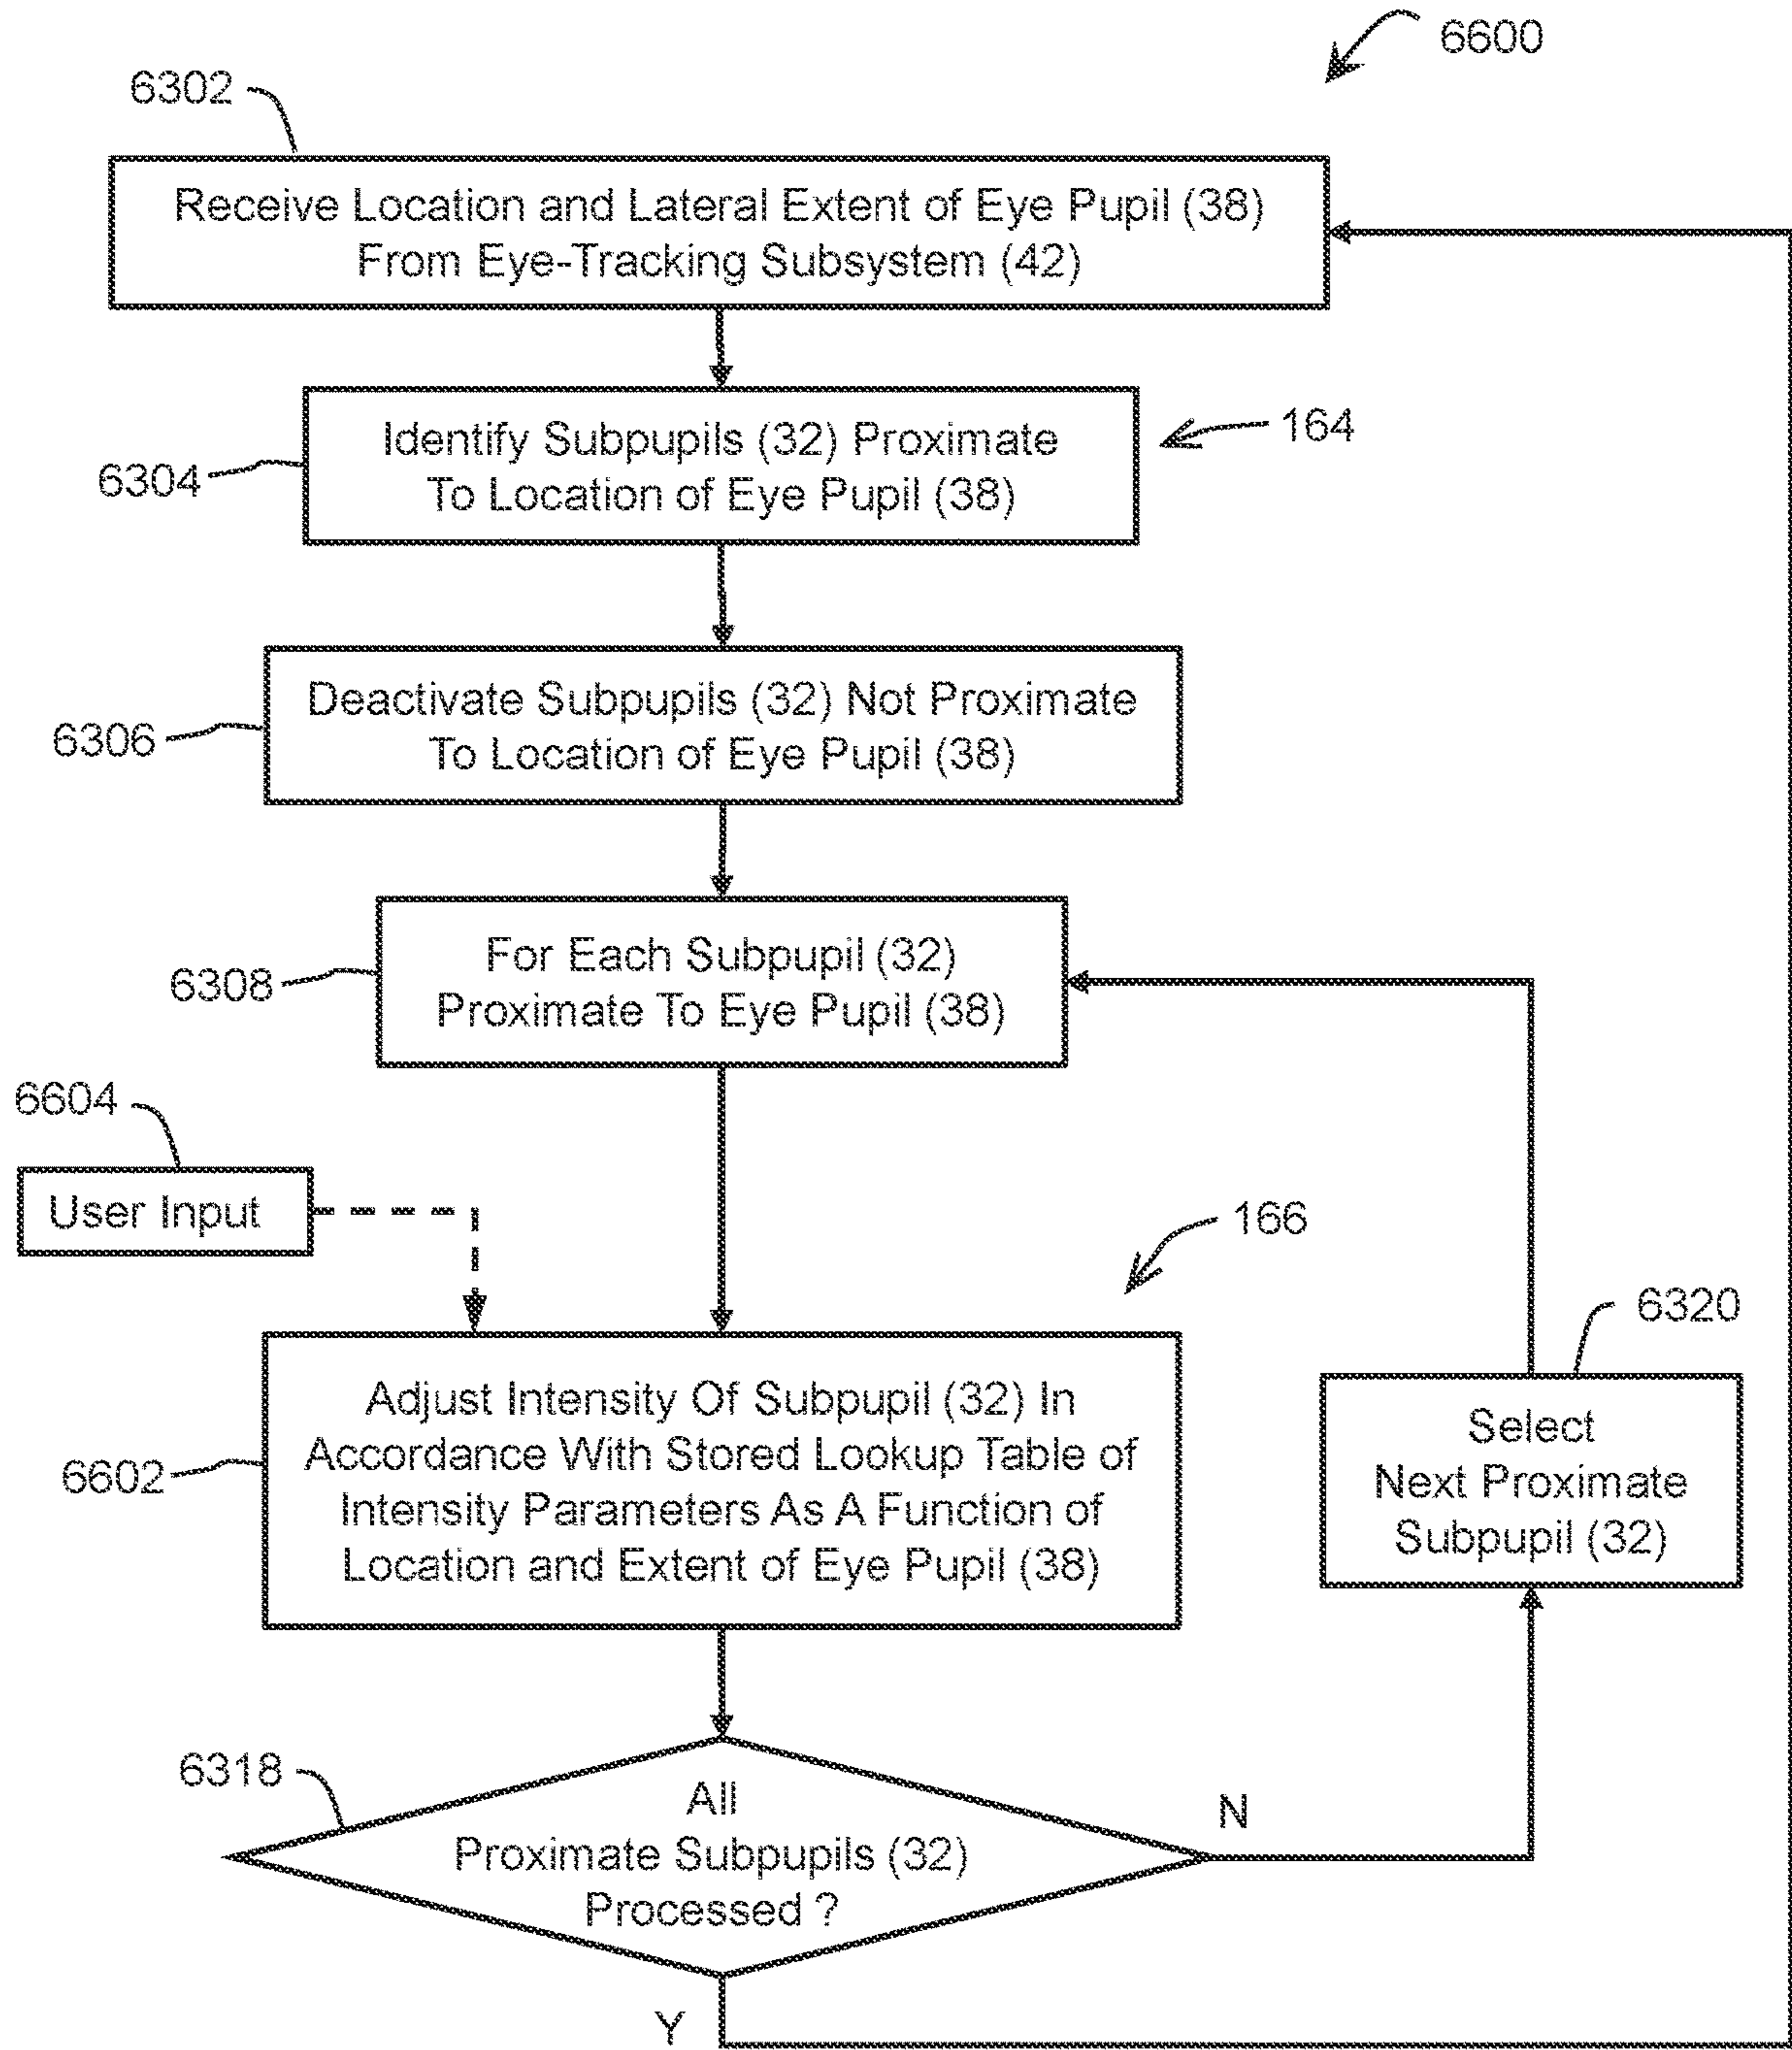 6600
6302
Receive Location and Lateral Extent of Eye Pupil (38)
From Eye-Tracking Subsystem (42)
164
Identify Subpupils (32) Proximate
To Location of Eye Pupil (38)
6304
Deactivate Subpupils (32) Not Proximate
To Location of Eye Pupil (38)
6306
For Each Subpupil (32)
Proximate To Eye Pupil (38)
6308
6604
User Input
166
6320
Adjust Intensity Of Subpupil (32) In
Accordance With Stored Lookup Table of
Intensity Parameters As A Function of
Location and Extent of Eye Pupil (38)
6602
Select
Next Proximate
Subpupil (32)
6318
All
Proximate Subpupils (32)
Processed ?
N
Y